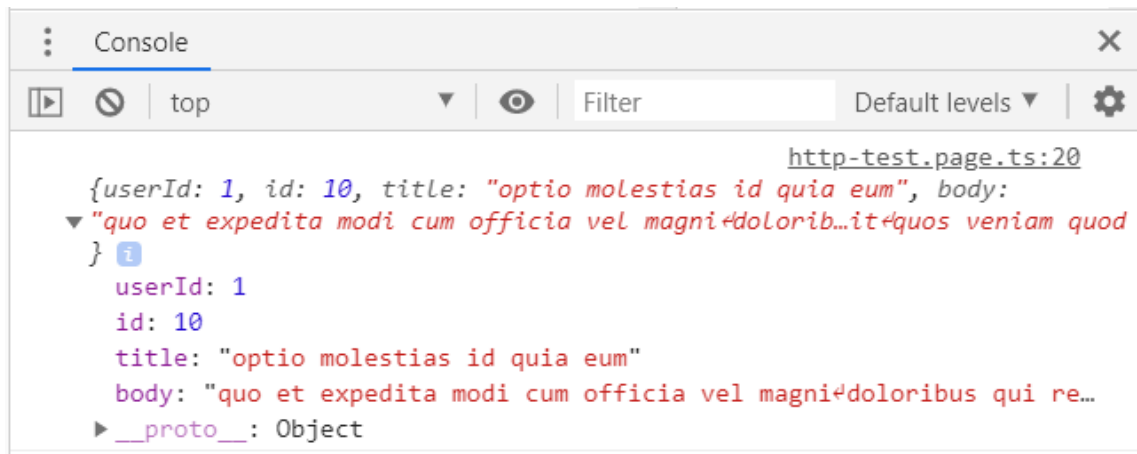 Console
top Filter Default levels
http-test.page.ts:20
{userId: 1, id: 10, title: "optio molestias id quia eum", body:
"quo et expedita modi cum officia vel magni↵dolorib…it↵quos veniam quod
} i
userId: 1
id: 10
title: "optio molestias id quia eum"
body: "quo et expedita modi cum officia vel magni↵doloribus qui re…
__proto__: Object